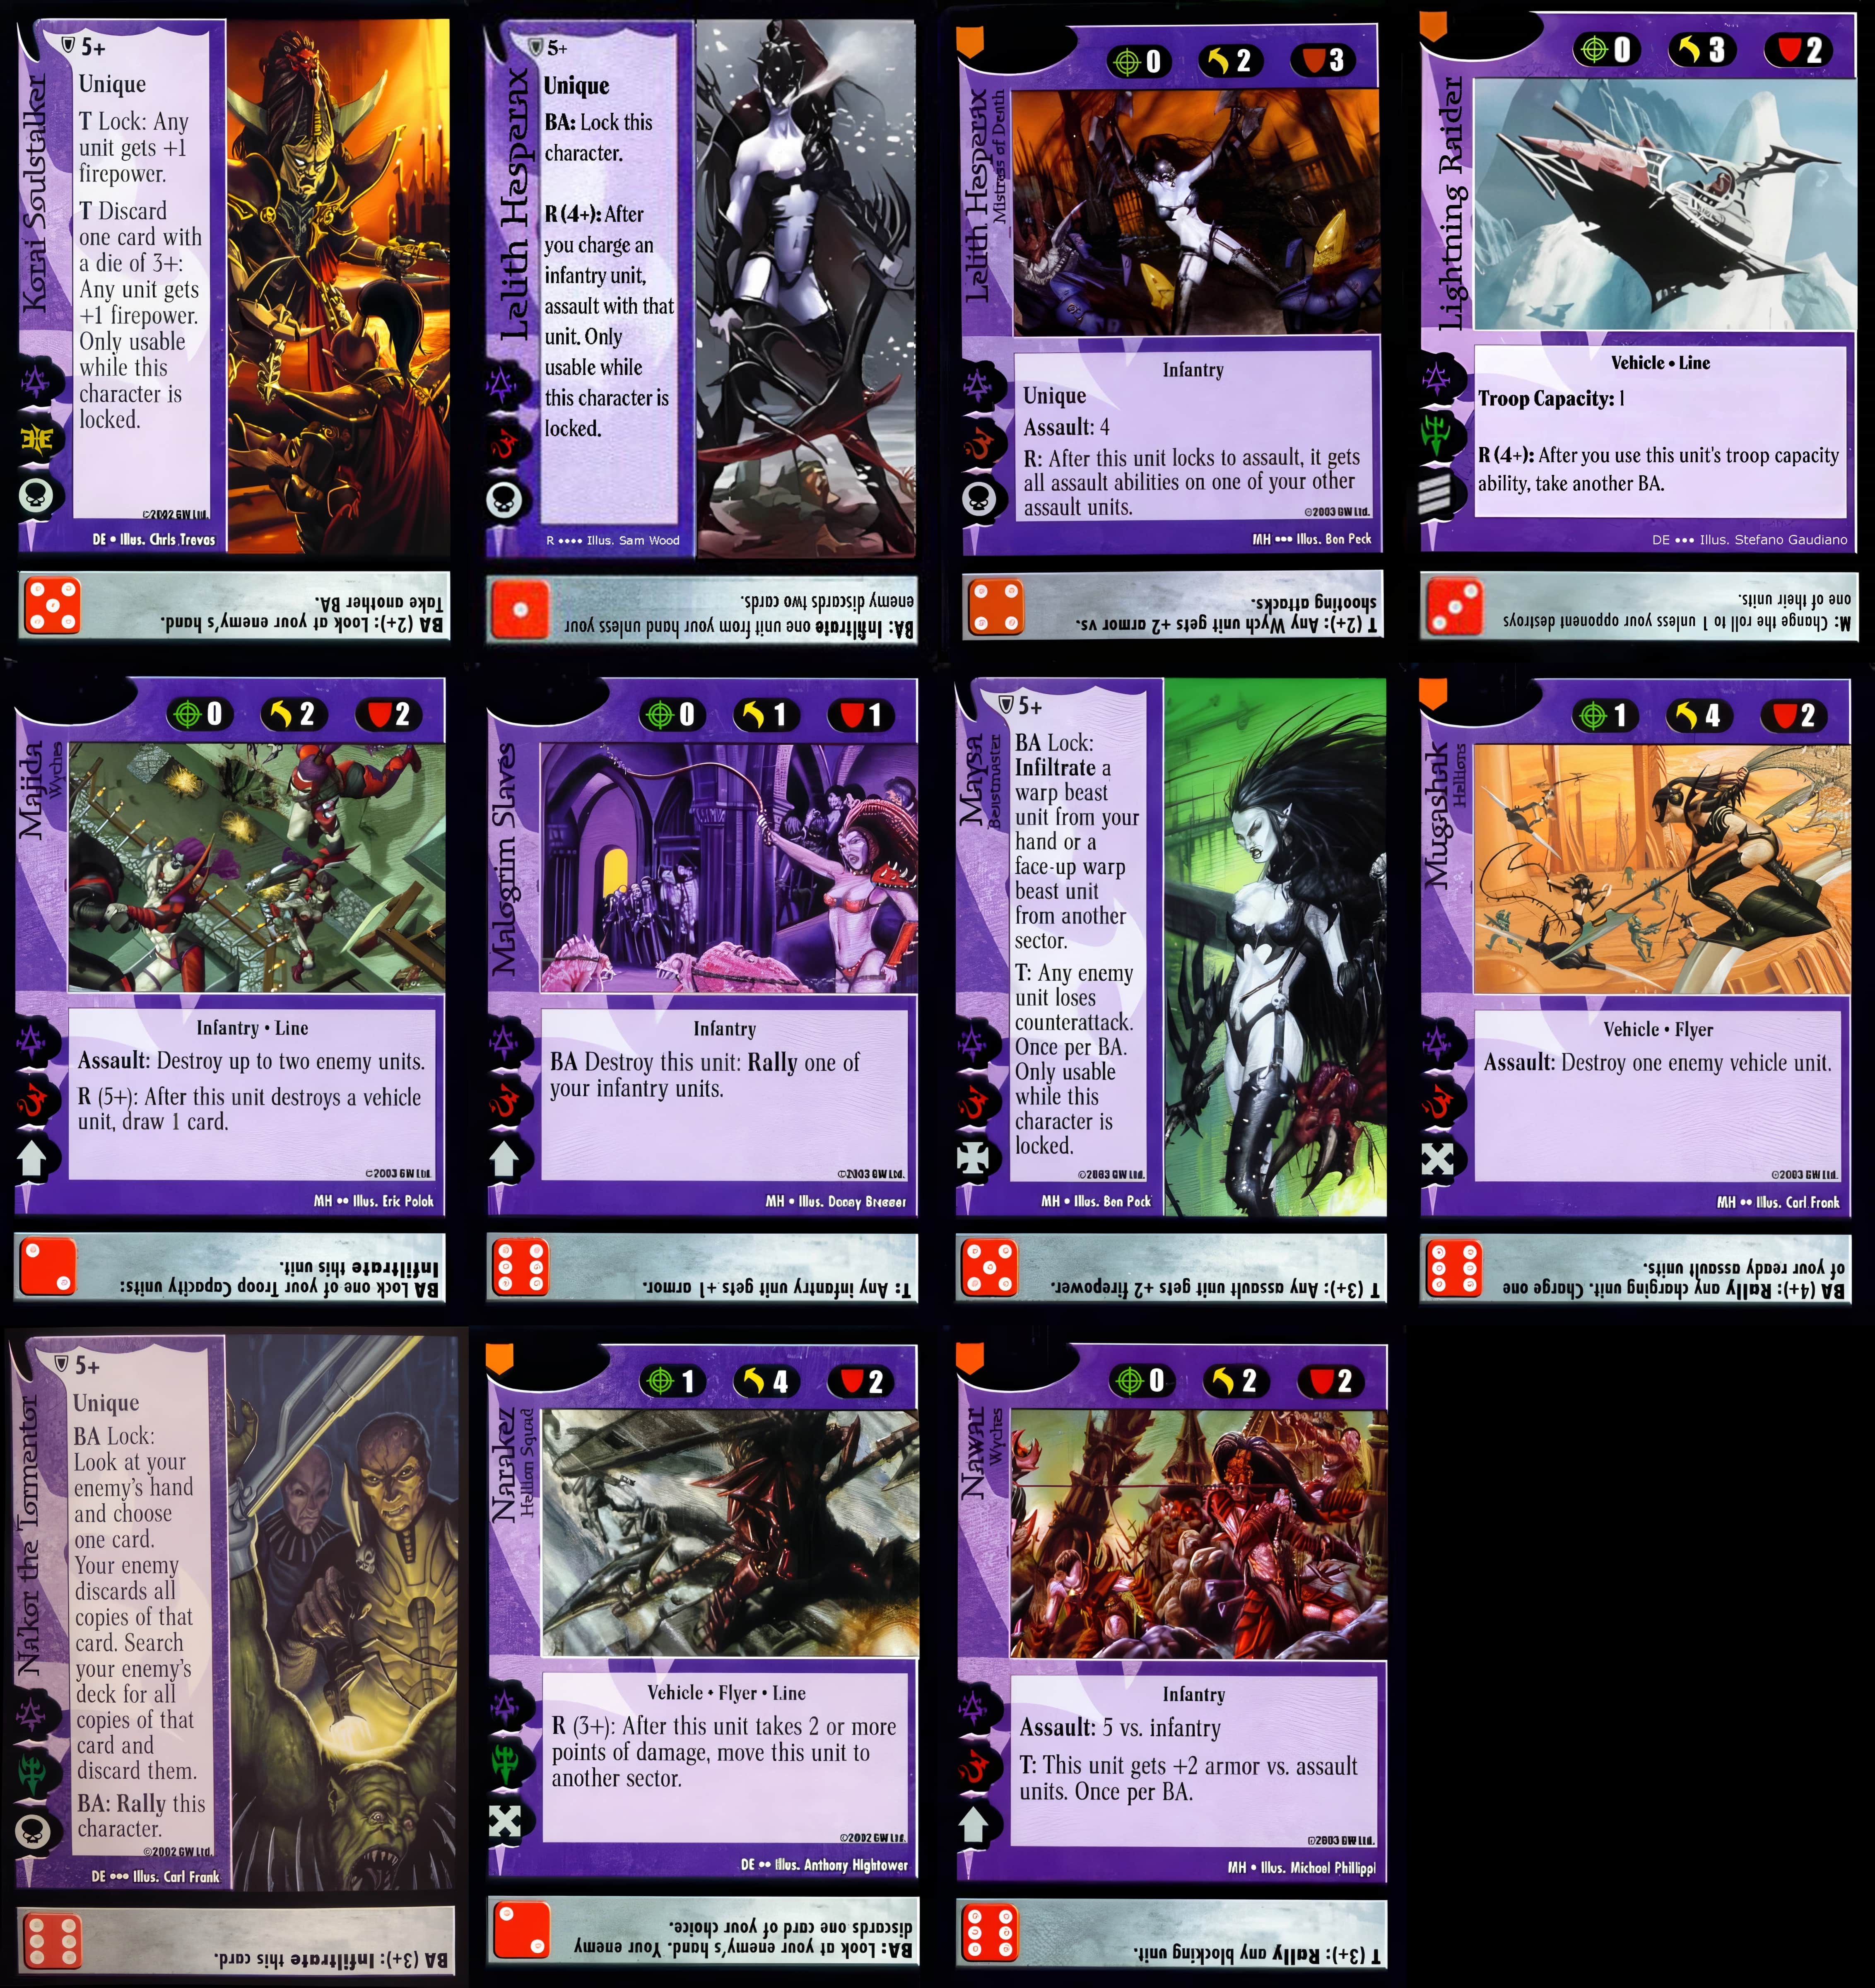 Korai Soulstalker
5+
Unique
T Lock: Any
unit gets +1
firepower.
T Discard
one card with
a die of 3+:
Any unit gets
+1 firepower.
Only usable
while this
character is
locked.
©2002 GW Ltd.
DE • Illus. Chris Trevas
BA (2+): Look at your enemy's hand.
Take another BA.
Lelith Hesperax
5+
Unique
BA: Lock this
character.
R (4+): After
you charge an
infantry unit,
assault with that
unit. Only
usable while
this character is
locked.
R •••• Illus. Sam Wood
BA: Infiltrate one unit from your hand unless your
enemy discards two cards.
Lelith Hesperax
Mistress of Death
0 2 3
Infantry
Unique
Assault: 4
R: After this unit locks to assault, it gets
all assault abilities on one of your other
assault units.
©2003 GW Ltd.
MH ••• Illus. Ben Peck
T (2+): Any Wych unit gets +2 armor vs.
shooting attacks.
Lightning Raider
0 3 2
Vehicle • Line
Troop Capacity: 1
R (4+): After you use this unit's troop capacity
ability, take another BA.
DE ••• Illus. Stefano Gaudiano
M: Change the roll to 1 unless your opponent destroys
one of their units.
Majida
Wyches
0 2 2
Infantry • Line
Assault: Destroy up to two enemy units.
R (5+): After this unit destroys a vehicle
unit, draw 1 card.
©2003 GW Ltd.
MH •• Illus. Eric Polak
BA Lock one of your Troop Capacity units:
Infiltrate this unit.
Malogrim Slaves
0 1 1
Infantry
BA Destroy this unit: Rally one of
your infantry units.
©2003 GW Ltd.
MH • Illus.
T: Any infantry unit gets +1 armor.
Maysa
Beastmaster
5+
BA Lock:
Infiltrate a
warp beast
unit from your
hand or a
face-up warp
beast unit
from another
sector.
T: Any enemy
unit loses
counterattack.
Once per BA.
Only usable
while this
character is
locked.
©2003 GW Ltd.
MH • Illus. Ben Peck
T (3+): Any assault unit gets +2 firepower.
Mugashak
Hellions
1 4 2
Vehicle • Flyer
Assault: Destroy one enemy vehicle unit.
©2003 GW Ltd.
MH •• Illus. Carl Frank
BA (4+): Rally any charging unit. Charge one
of your ready assault units.
Na'kor the Tormentor
5+
Unique
BA Lock:
Look at your
enemy's hand
and choose
one card.
Your enemy
discards all
copies of that
card. Search
your enemy's
deck for all
copies of that
card and
discard them.
BA: Rally this
character.
©2002 GW Ltd.
DE ••• Illus. Carl Frank
BA (3+): Infiltrate this card.
Narakez
Hellion Squad
1 4 2
Vehicle • Flyer • Line
R (3+): After this unit takes 2 or more
points of damage, move this unit to
another sector.
©2002 GW Ltd.
DE •• Illus. Anthony Hightower
BA: Look at your enemy's hand. Your enemy
discards one card of your choice.
Nawar
Wyches
0 2 2
Infantry
Assault: 5 vs. infantry
T: This unit gets +2 armor vs. assault
units. Once per BA.
©2003 GW Ltd.
MH • Illus. Michael Phillippi
T (3+): Rally any blocking unit.